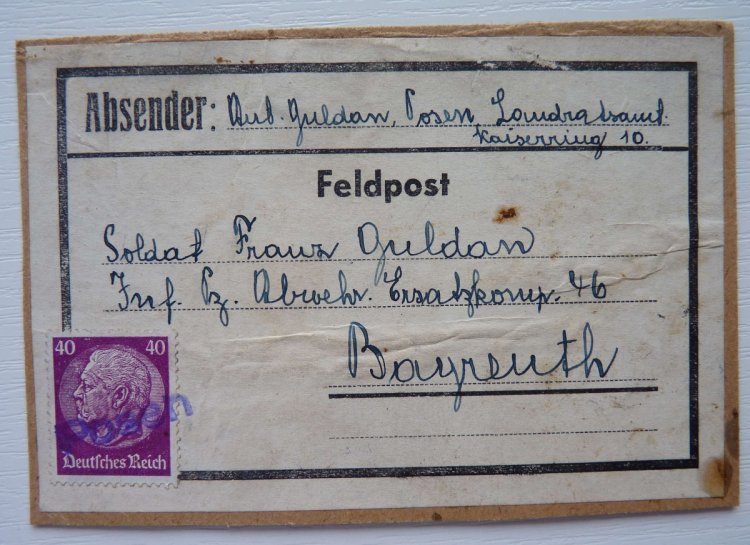 Absender: Aub. Guldan, Posen, Landratsamt.
Kaiserring 10.
Feldpost
Soldat Franz Guldan
Inf. Pz. Abwehr. Ersatzkomp. 46
Bayreuth
40 40
Posen
Deutsches Reich